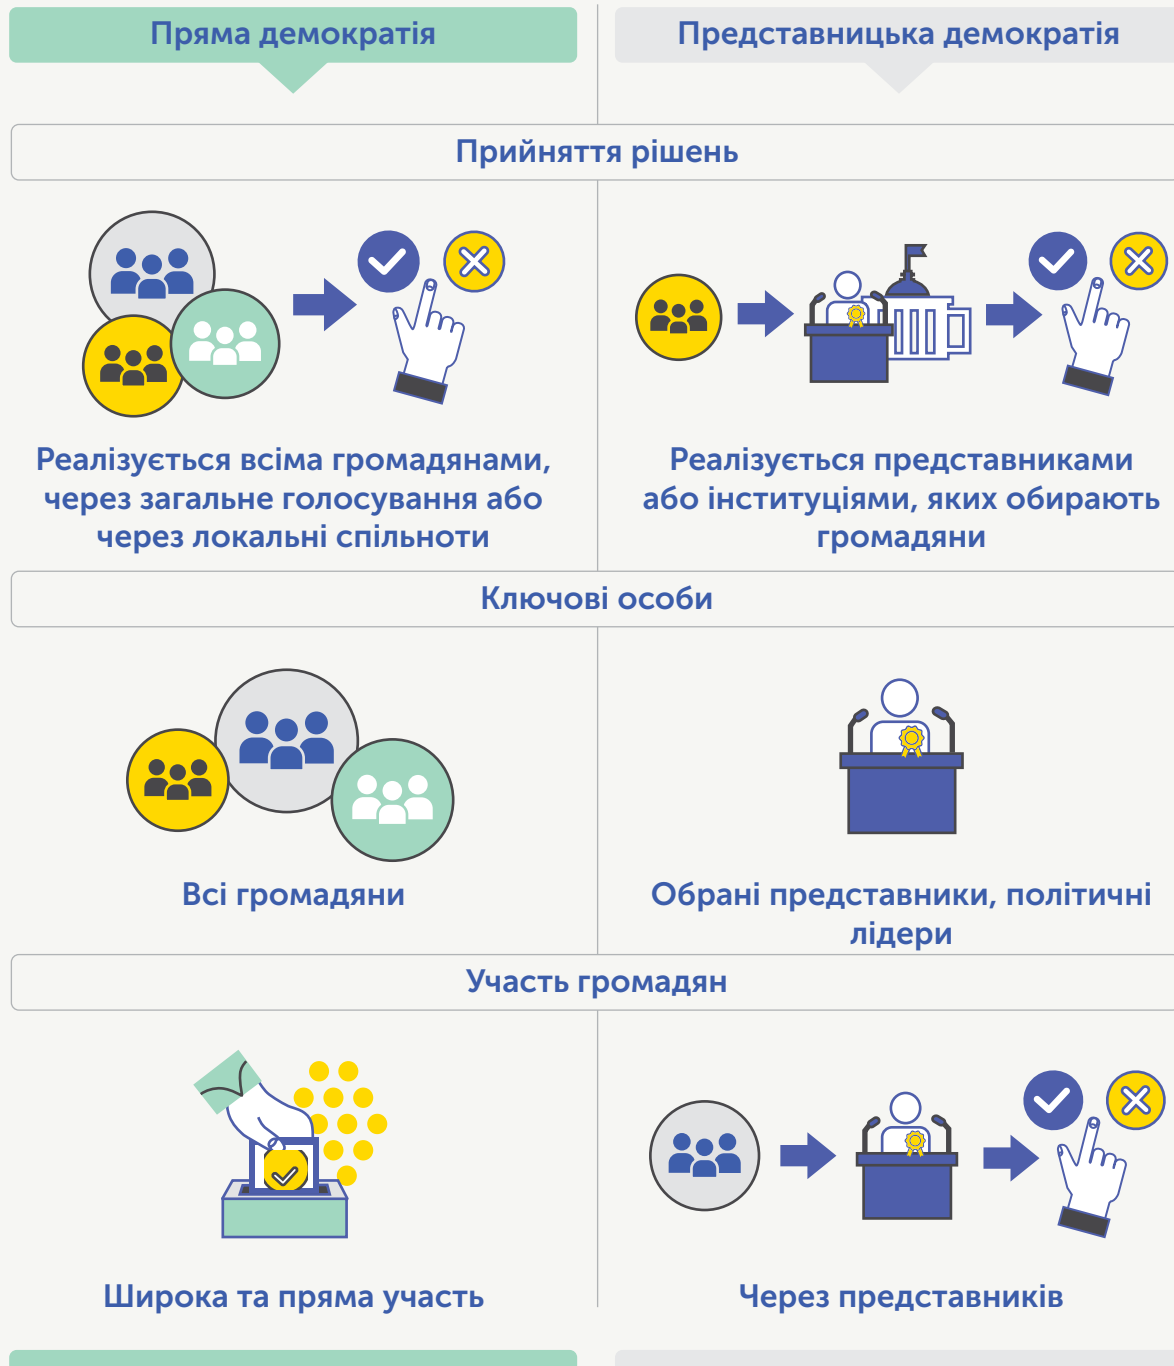 Пряма демократія
Представницька демократія
Прийняття рішень
Реалізується всіма громадянами,
через загальне голосування або
через локальні спільноти
Реалізується представниками
або інституціями, яких обирають
громадяни
Ключові особи
Всі громадяни
Обрані представники, політичні
лідери
Участь громадян
Широка та пряма участь
Через представників